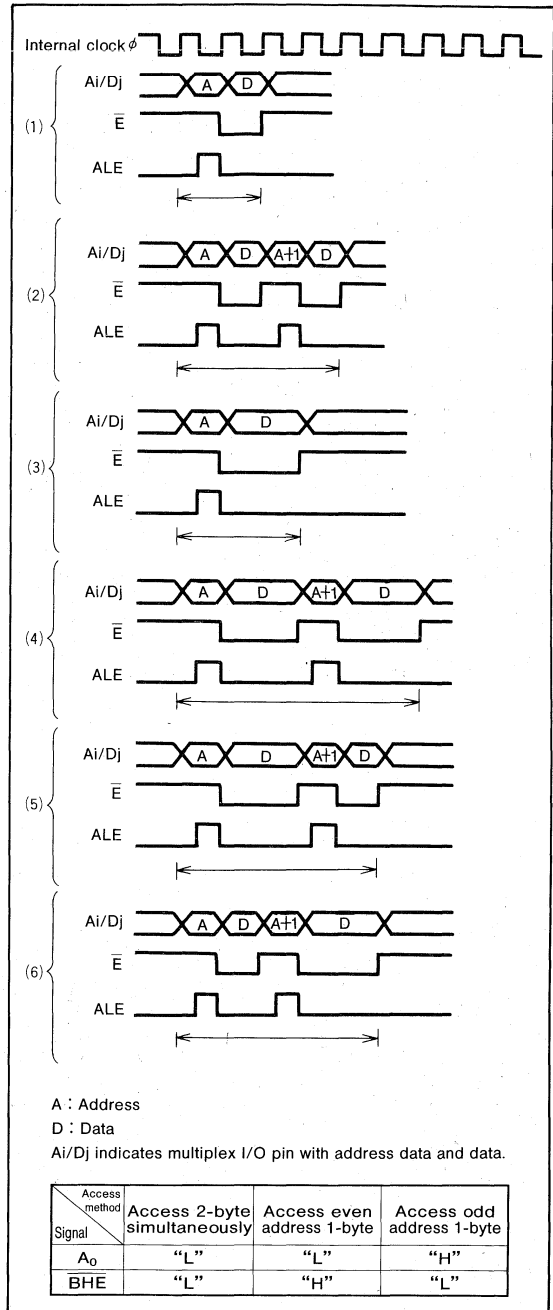 Internal clock ϕ
Ai/Dj
A D
(1)
E̅
ALE
Ai/Dj
A D A+1 D
(2)
E̅
ALE
Ai/Dj
A D
(3)
E̅
ALE
Ai/Dj
A D A+1 D
(4)
E̅
ALE
Ai/Dj
A D A+1 D
(5)
E̅
ALE
Ai/Dj
A D A+1 D
(6)
E̅
ALE
A : Address
D : Data
Ai/Dj indicates multiplex I/O pin with address data and data.
Access method
Signal
Access 2-byte simultaneously
Access even address 1-byte
Access odd address 1-byte
A₀ “L” “L” “H”
B̅H̅E̅ “L” “H” “L”